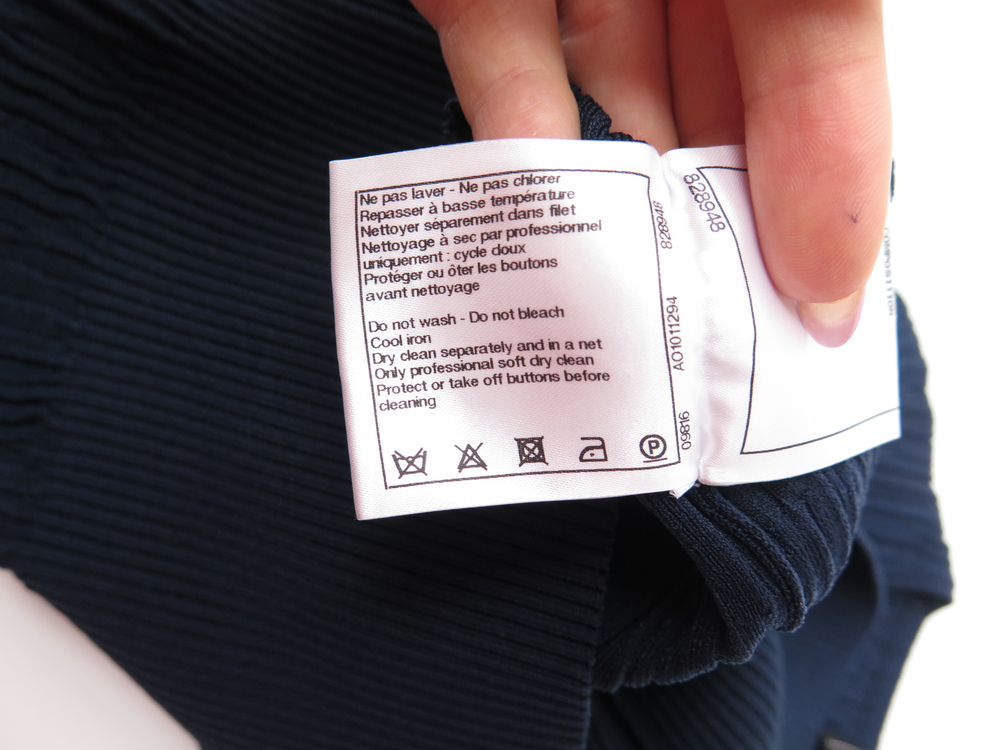 Ne pas laver - Ne pas chlorer
Repasser à basse température
Nettoyer séparement dans filet
Nettoyage à sec par professionnel
uniquement : cycle doux
Protéger ou ôter les boutons
avant nettoyage
Do not wash - Do not bleach
Cool iron
Dry clean separately and in a net
Only professional soft dry clean
Protect or take off buttons before
cleaning
P
09816
AO1011294
828948
828948
COMPOSITION